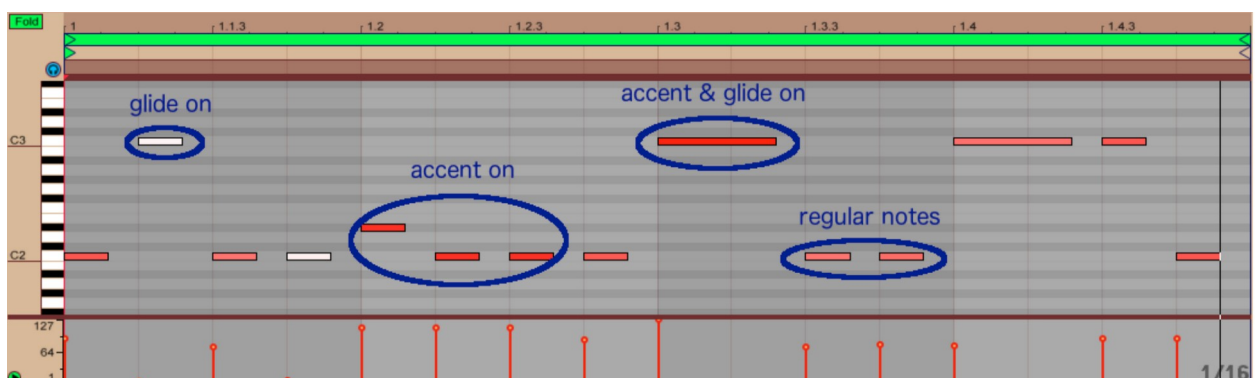 Fold
1 1.1.3 1.2 1.2.3 1.3 1.3.3 1.4 1.4.3
glide on
accent & glide on
C3
accent on
regular notes
C2
127
64
1
1/16